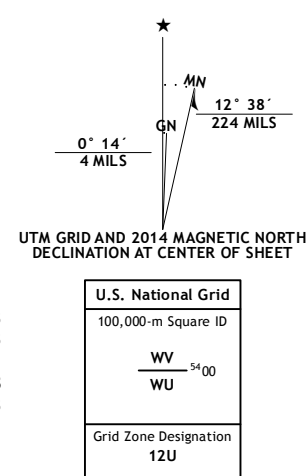 ★
MN
GN
12° 38´
224 MILS
0° 14´
4 MILS
UTM GRID AND 2014 MAGNETIC NORTH
DECLINATION AT CENTER OF SHEET
U.S. National Grid
100,000-m Square ID
WV
5400
WU
Grid Zone Designation
12U